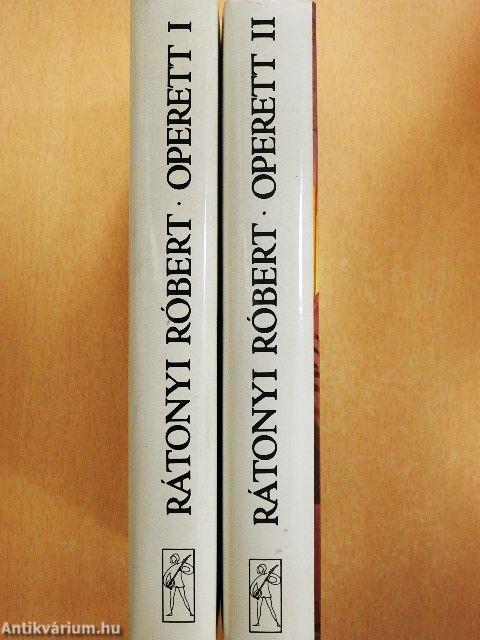 RÁTONYI RÓBERT · OPERETT I
RÁTONYI RÓBERT · OPERETT II
Antikvárium.hu